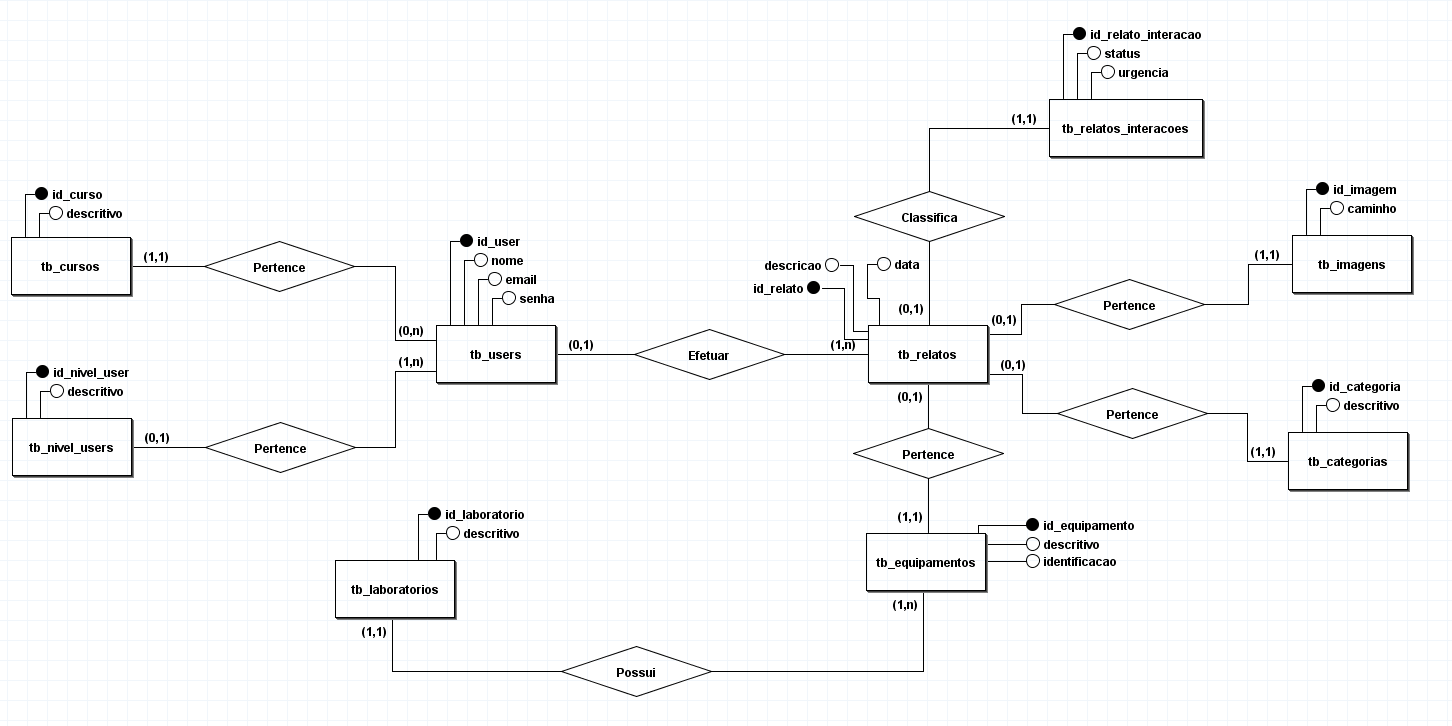 id_relato_interacao
status
urgencia
(1,1)
tb_relatos_interacoes
id_curso
descritivo
(1,1)
tb_cursos
Pertence
id_user
nome
email
senha
(0,n)
(1,n)
tb_users
(0,1)
Efetuar
Classifica
descricao
data
id_relato
(0,1)
(1,n)
tb_relatos
(0,1)
Pertence
(1,1)
id_imagem
caminho
tb_imagens
(0,1)
Pertence
(1,1)
id_categoria
descritivo
tb_categorias
id_nivel_user
descritivo
(0,1)
tb_nivel_users
Pertence
(0,1)
Pertence
(1,1)
id_equipamento
descritivo
identificacao
tb_equipamentos
(1,n)
id_laboratorio
descritivo
tb_laboratorios
(1,1)
Possui